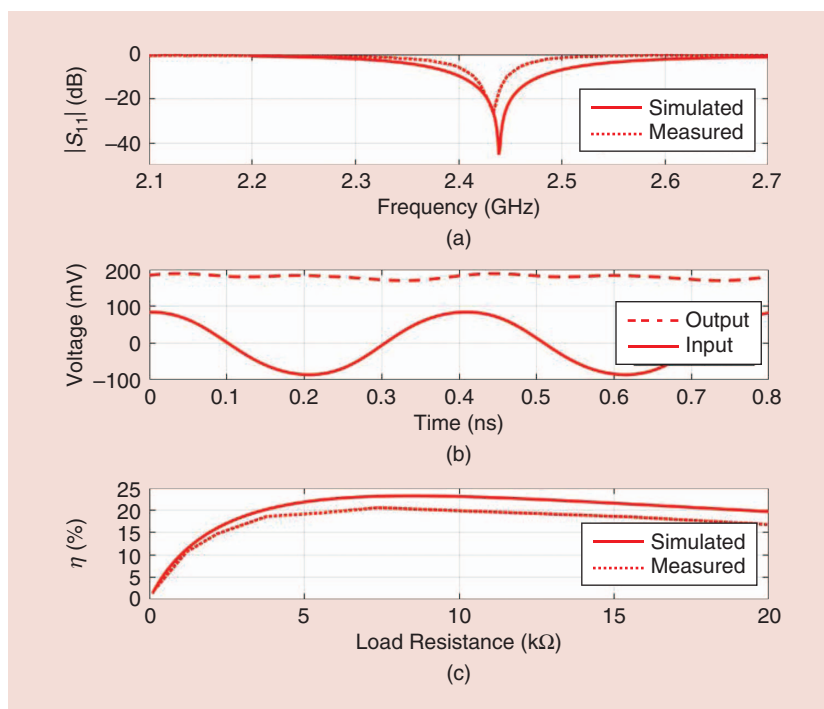 0
−20
−40
|S11| (dB)
Simulated
Measured
2.1 2.2 2.3 2.4 2.5 2.6 2.7
Frequency (GHz)
(a)
200
100
0
−100
Voltage (mV)
Output
Input
0 0.1 0.2 0.3 0.4 0.5 0.6 0.7 0.8
Time (ns)
(b)
25
20
15
10
5
0
η (%)
Simulated
Measured
0 5 10 15 20
Load Resistance (kΩ)
(c)